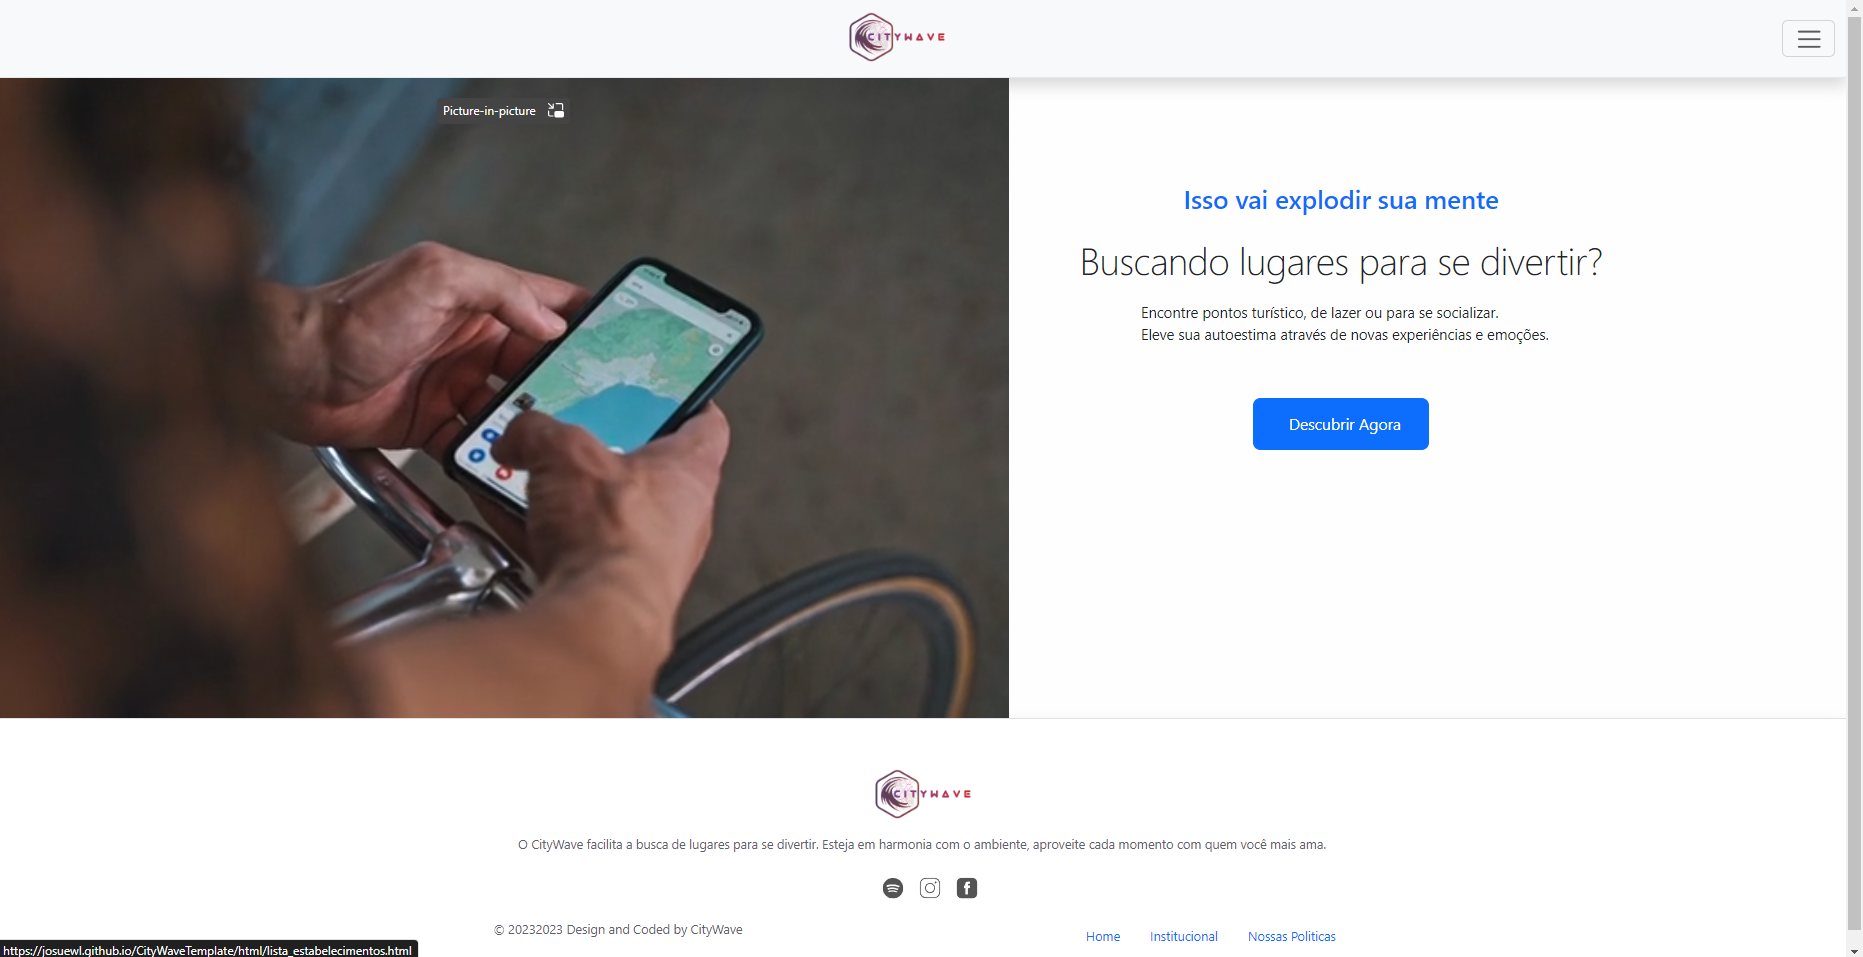 CITYWAVE
Picture-in-picture
Isso vai explodir sua mente
Buscando lugares para se divertir?
Encontre pontos turístico, de lazer ou para se socializar.
Eleve sua autoestima através de novas experiências e emoções.
Descubrir Agora
CITYWAVE
O CityWave facilita a busca de lugares para se divertir. Esteja em harmonia com o ambiente, aproveite cada momento com quem você mais ama.
© 20232023 Design and Coded by CityWave
Home Institucional Nossas Politicas
https://josuewl.github.io/CityWaveTemplate/html/lista_estabelecimentos.html